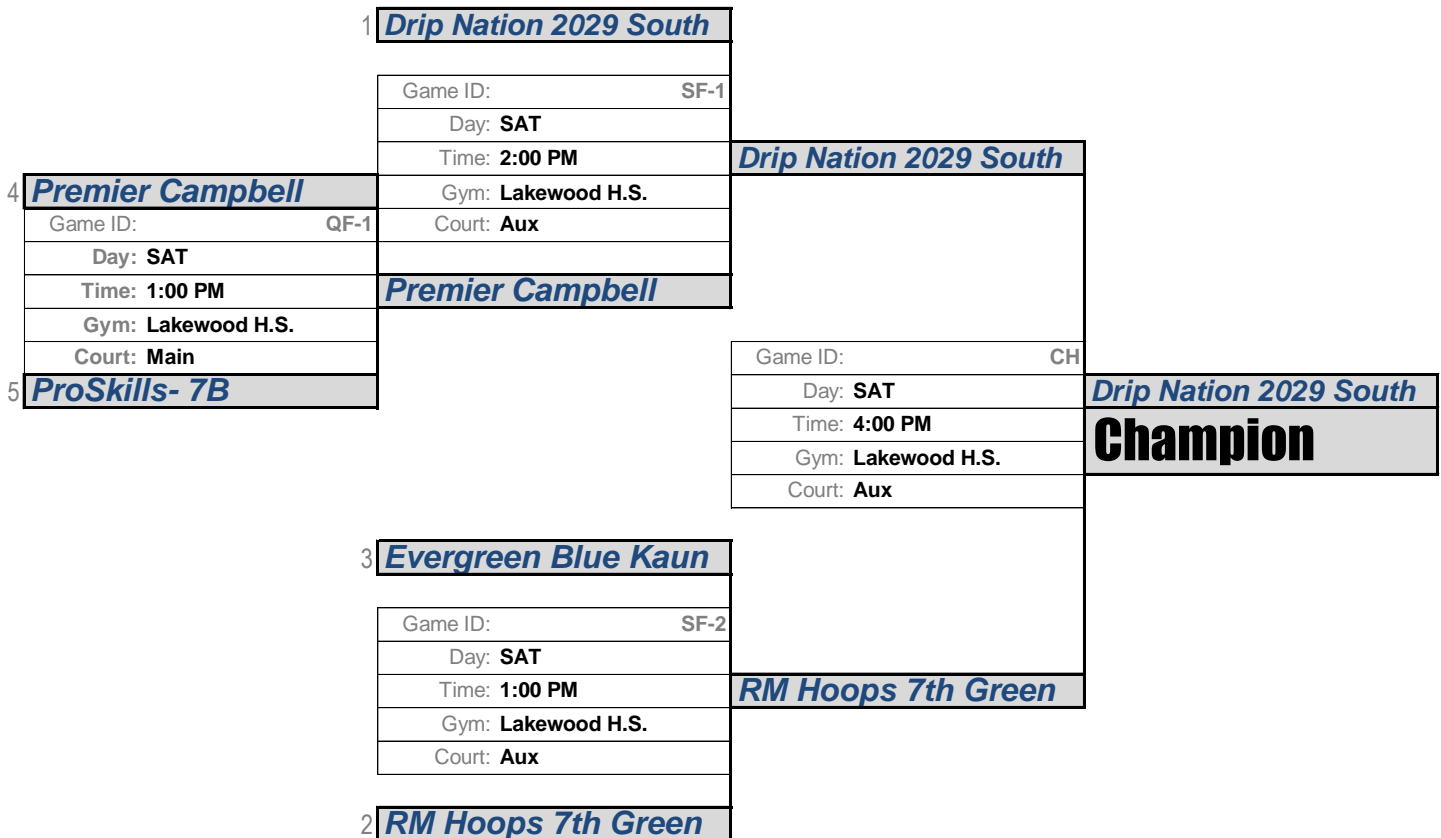 1 Drip Nation 2029 South
Game ID: SF-1
Day: SAT
Time: 2:00 PM
Gym: Lakewood H.S.
Court: Aux
Premier Campbell
4 Premier Campbell
Game ID: QF-1
Day: SAT
Time: 1:00 PM
Gym: Lakewood H.S.
Court: Main
5 ProSkills- 7B
Drip Nation 2029 South
Game ID: CH
Day: SAT
Time: 4:00 PM
Gym: Lakewood H.S.
Court: Aux
Drip Nation 2029 South
Champion
3 Evergreen Blue Kaun
Game ID: SF-2
Day: SAT
Time: 1:00 PM
Gym: Lakewood H.S.
Court: Aux
2 RM Hoops 7th Green
RM Hoops 7th Green